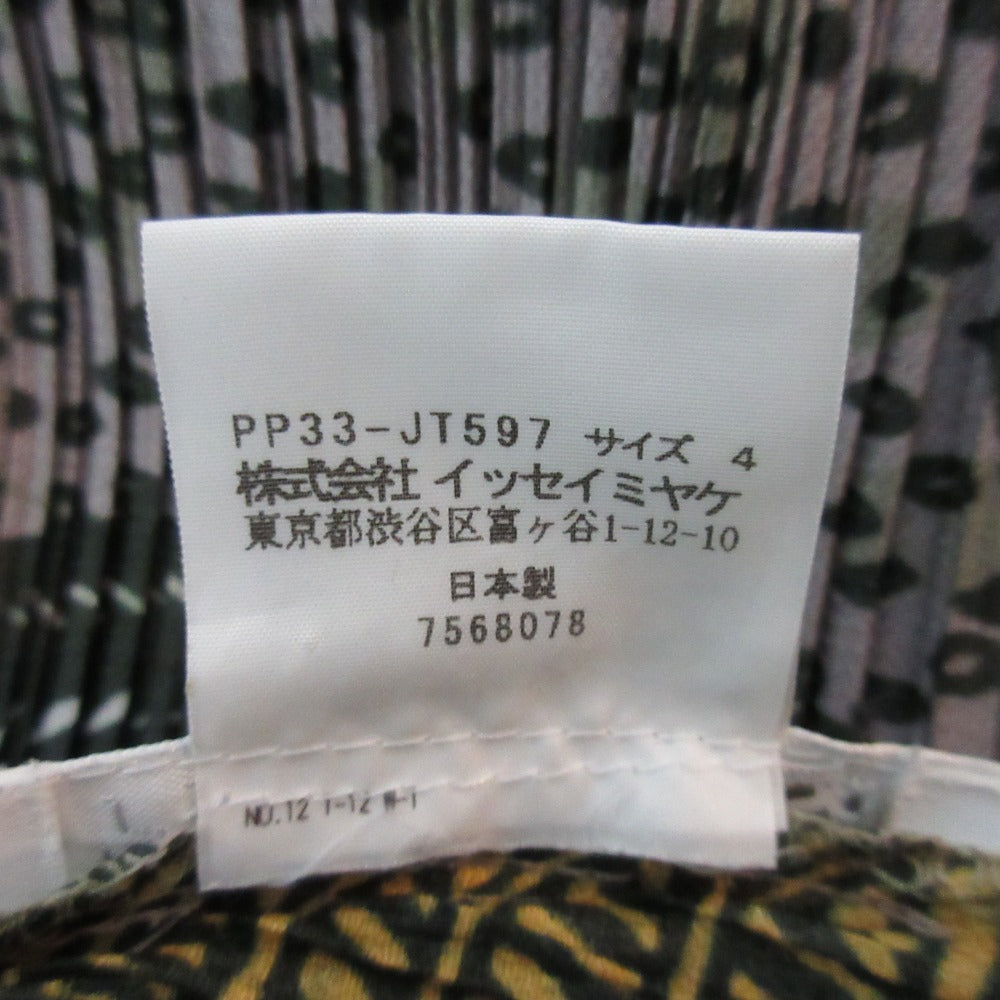 PP33-JT597 サイズ 4
株式会社 イッセイミヤケ
東京都渋谷区富ヶ谷1-12-10
日本製
7568078
NO.12 1-12 W-1